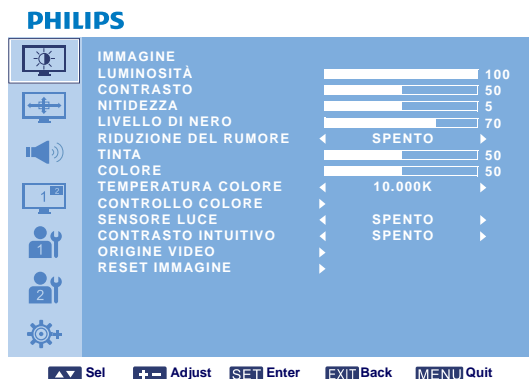 PHILIPS
IMMAGINE
LUMINOSITÀ 100
CONTRASTO 50
NITIDEZZA 5
LIVELLO DI NERO 70
RIDUZIONE DEL RUMORE SPENTO
TINTA 50
COLORE 50
TEMPERATURA COLORE 10.000K
CONTROLLO COLORE
SENSORE LUCE SPENTO
CONTRASTO INTUITIVO SPENTO
ORIGINE VIDEO
RESET IMMAGINE
1 2
1
2
Sel Adjust SET Enter EXIT Back MENU Quit